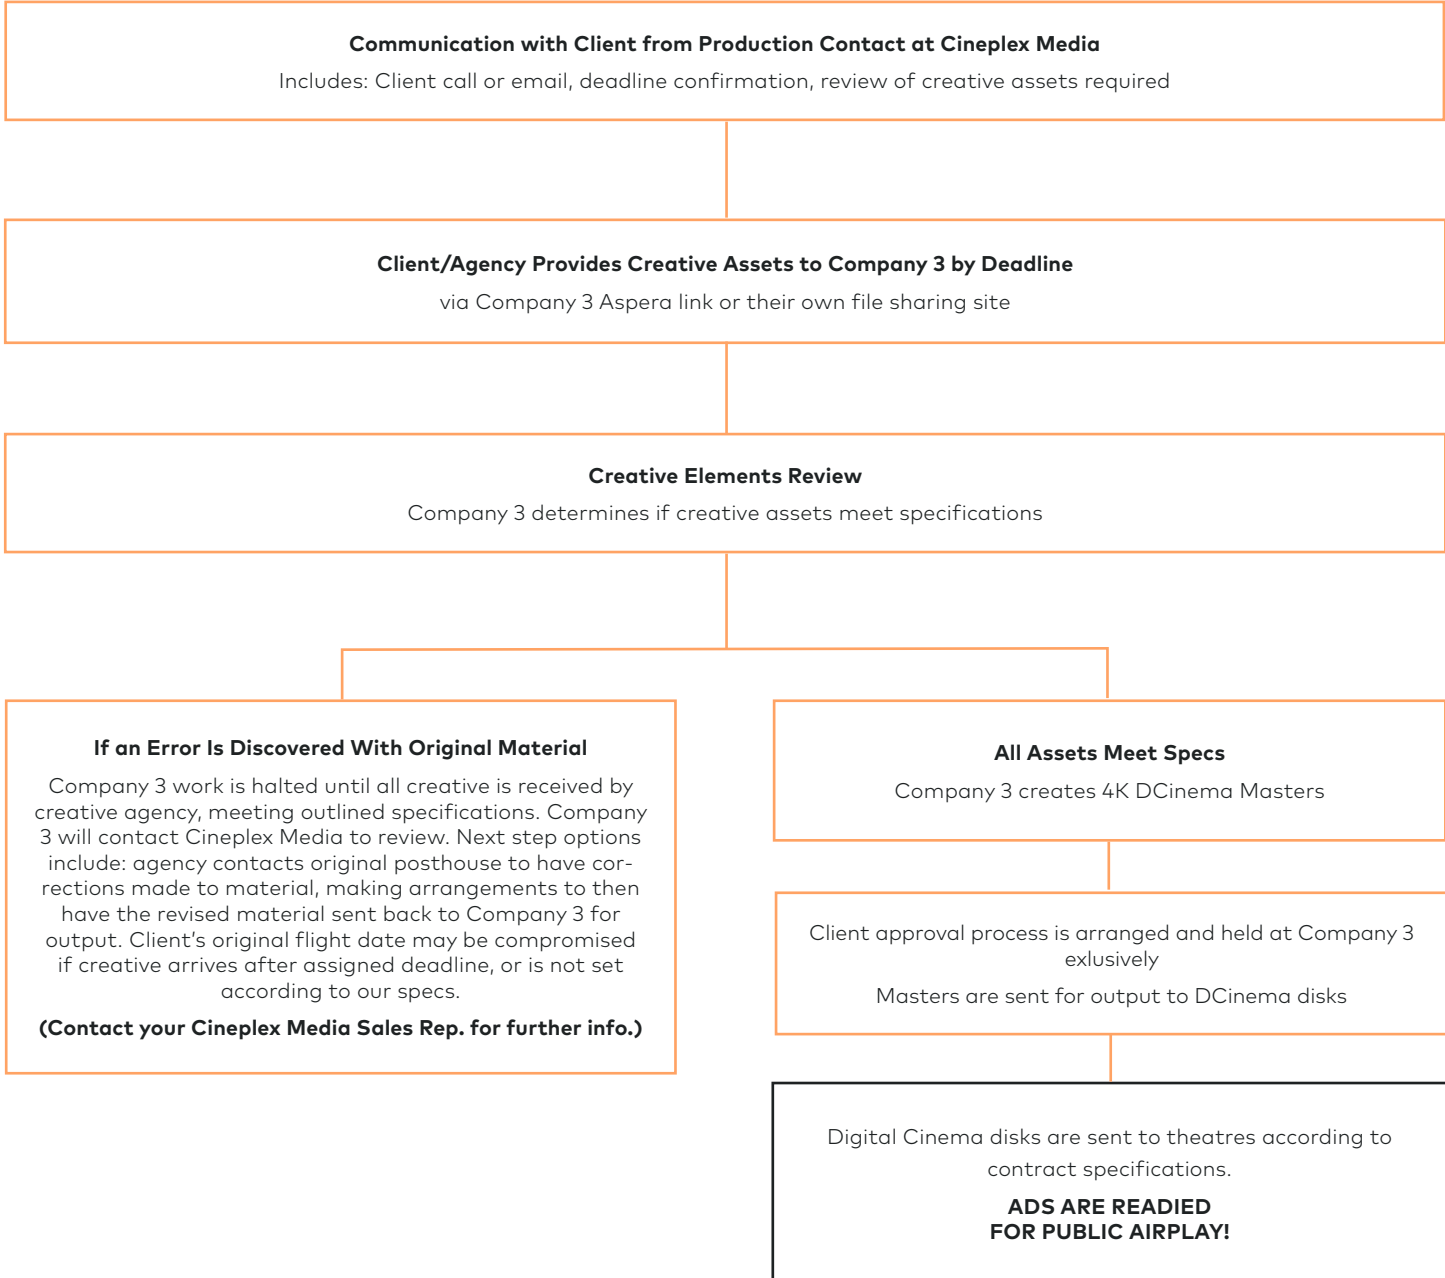 Communication with Client from Production Contact at Cineplex Media
Includes: Client call or email, deadline confirmation, review of creative assets required
Client/Agency Provides Creative Assets to Company 3 by Deadline
via Company 3 Aspera link or their own file sharing site
Creative Elements Review
Company 3 determines if creative assets meet specifications
If an Error Is Discovered With Original Material
Company 3 work is halted until all creative is received by
creative agency, meeting outlined specifications. Company
3 will contact Cineplex Media to review. Next step options
include: agency contacts original posthouse to have cor-
rections made to material, making arrangements to then
have the revised material sent back to Company 3 for
output. Client's original flight date may be compromised
if creative arrives after assigned deadline, or is not set
according to our specs.
(Contact your Cineplex Media Sales Rep. for further info.)
All Assets Meet Specs
Company 3 creates 4K DCinema Masters
Client approval process is arranged and held at Company 3
exlusively
Masters are sent for output to DCinema disks
Digital Cinema disks are sent to theatres according to
contract specifications.
ADS ARE READIED
FOR PUBLIC AIRPLAY!